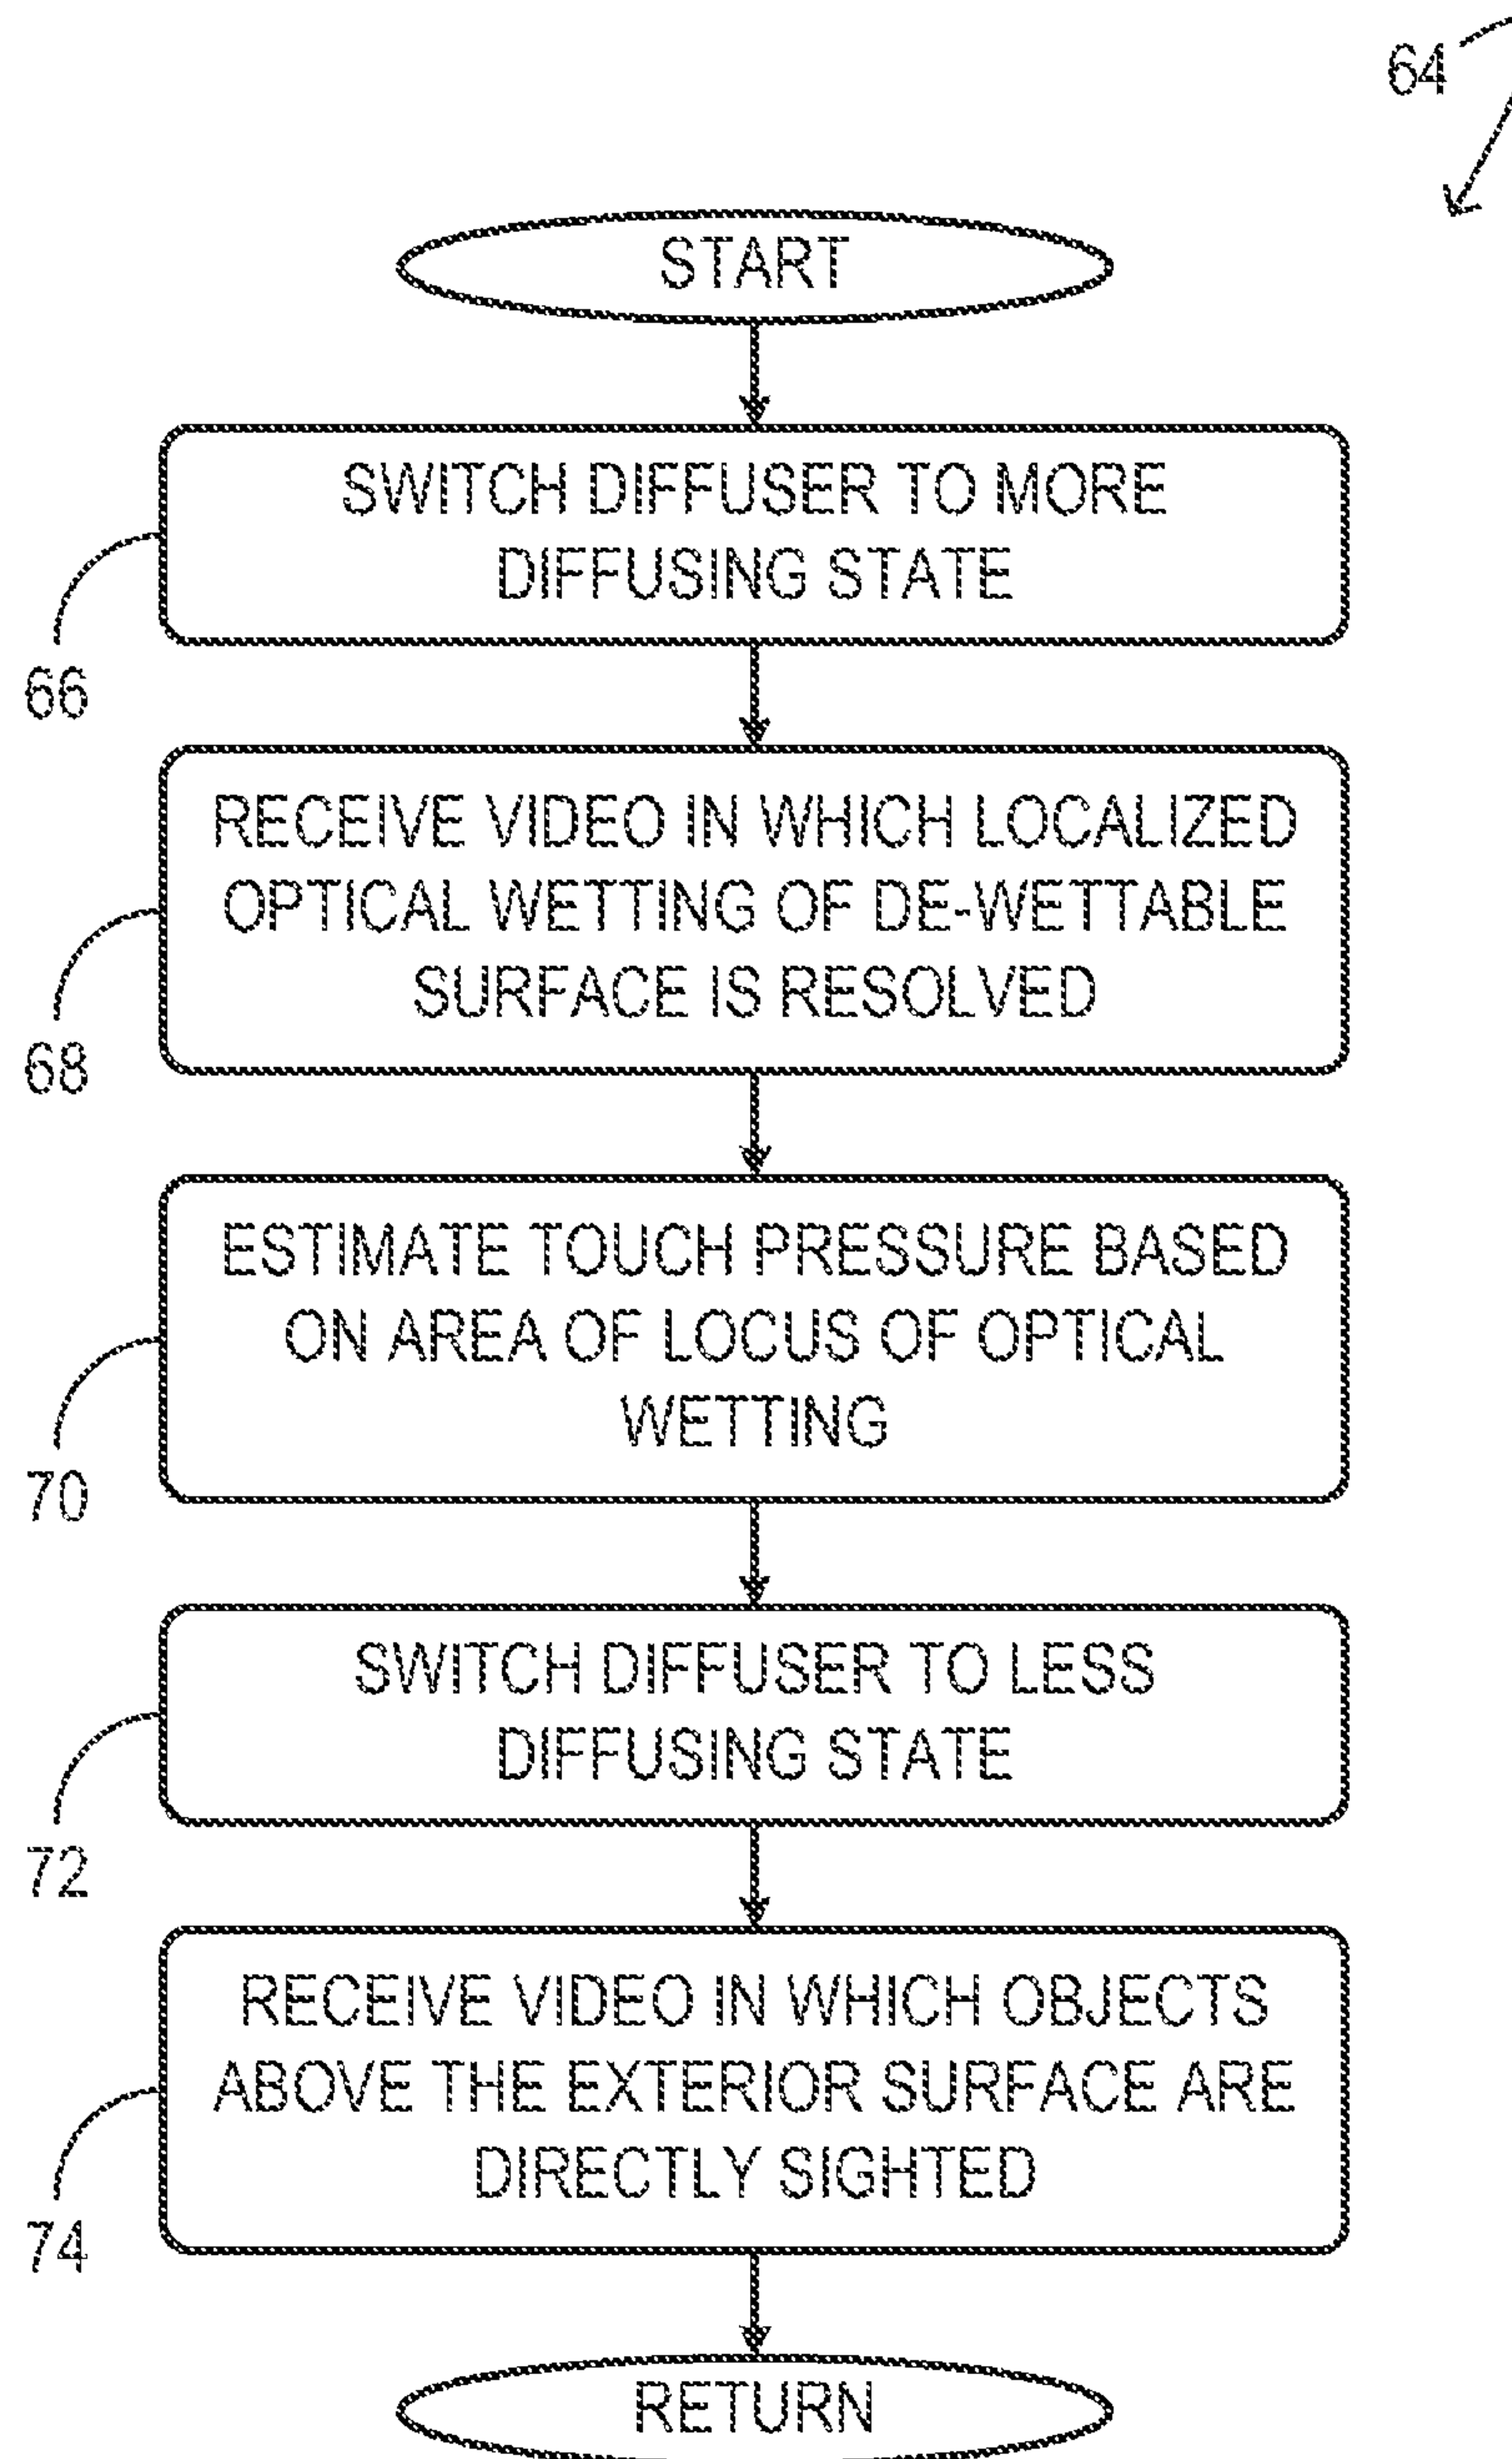 64
START
SWITCH DIFFUSER TO MORE
DIFFUSING STATE
66
RECEIVE VIDEO IN WHICH LOCALIZED
OPTICAL WETTING OF DE-WETTABLE
SURFACE IS RESOLVED
68
ESTIMATE TOUCH PRESSURE BASED
ON AREA OF LOCUS OF OPTICAL
WETTING
70
SWITCH DIFFUSER TO LESS
DIFFUSING STATE
72
RECEIVE VIDEO IN WHICH OBJECTS
ABOVE THE EXTERIOR SURFACE ARE
DIRECTLY SIGHTED
74
RETURN